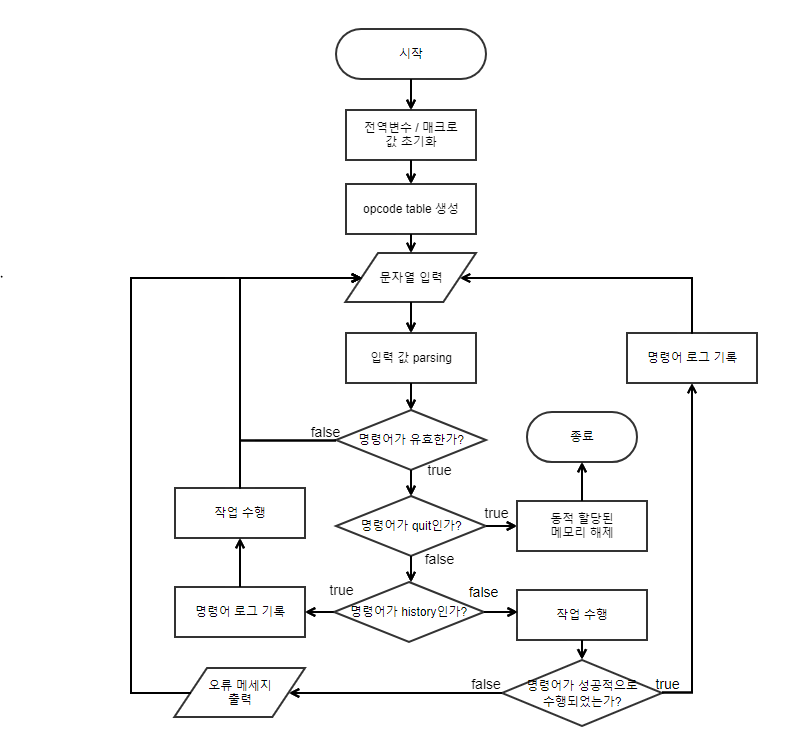 시작
전역변수 / 매크로
값 초기화
opcode table 생성
문자열 입력
입력 값 parsing
명령어 로그 기록
명령어가 유효한가?
false
true
종료
작업 수행
명령어가 quit인가?
true
false
동적 할당된
메모리 해제
명령어 로그 기록
true
명령어가 history인가?
false
작업 수행
오류 메세지
출력
false
명령어가 성공적으로
수행되었는가?
true